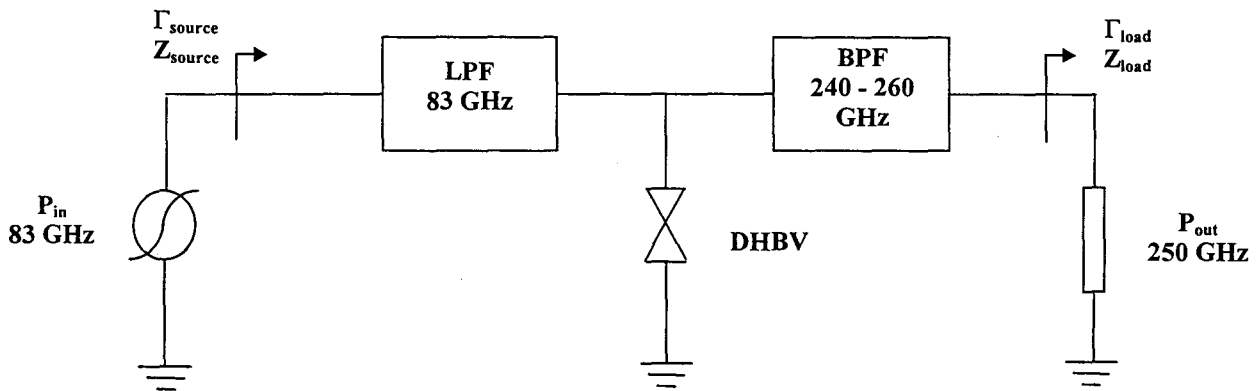 Γsource
Zsource
LPF
83 GHz
BPF
240 - 260
GHz
Γload
Zload
Pin
83 GHz
DHBV
Pout
250 GHz